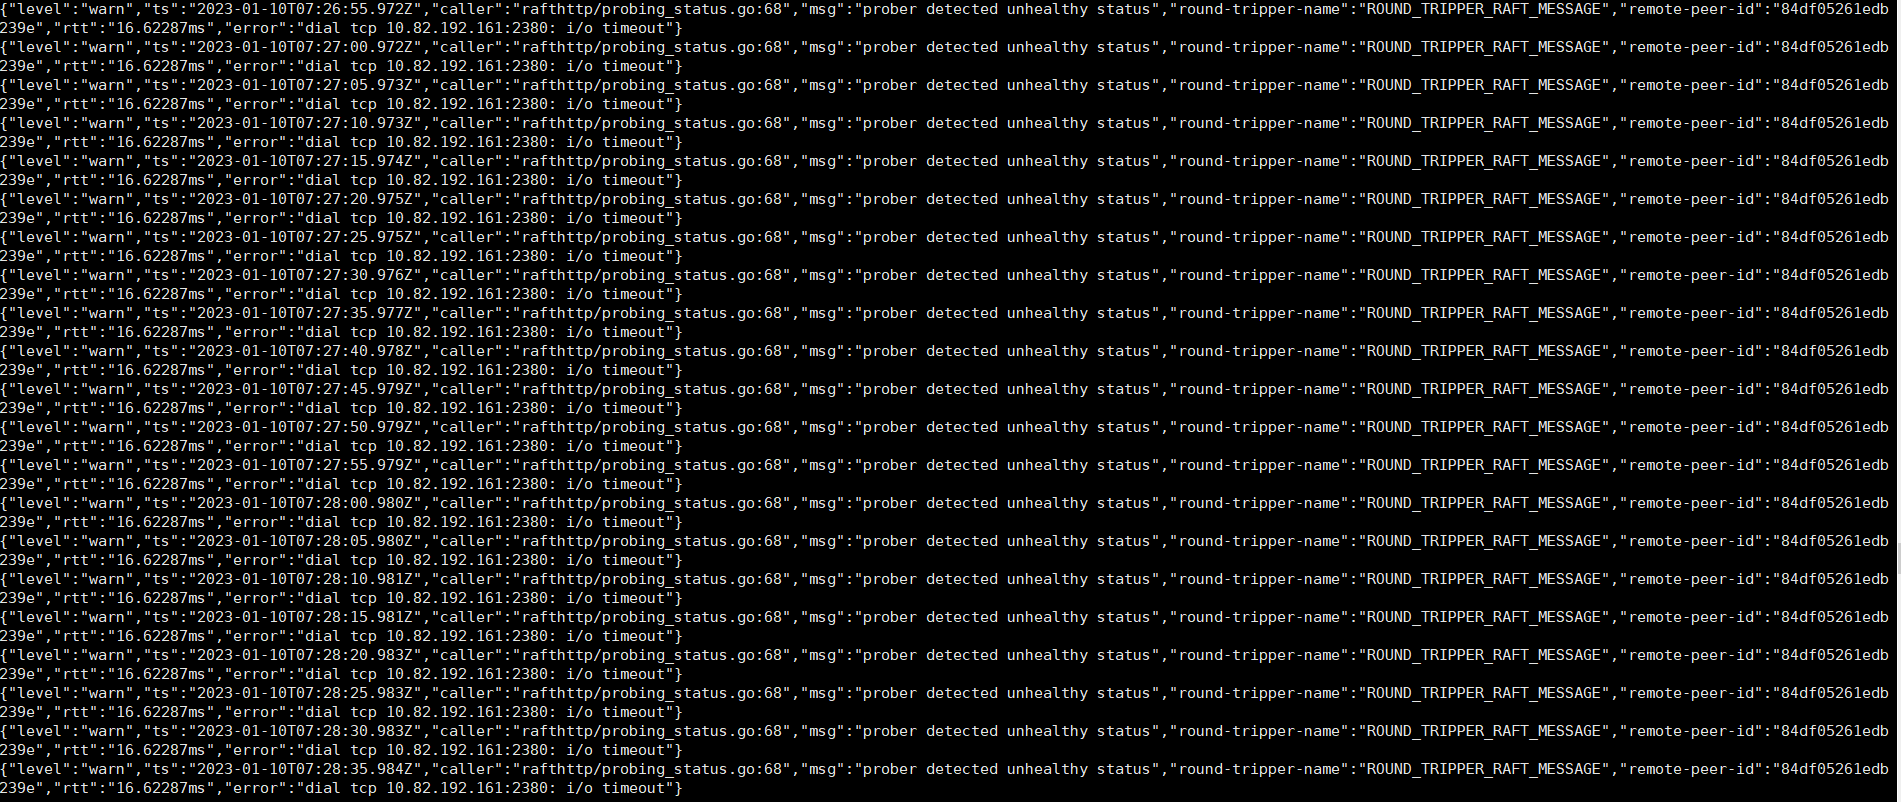 {"level":"warn","ts":"2023-01-10T07:26:55.972Z","caller":"rafthttp/probing_status.go:68","msg":"prober detected unhealthy status","round-tripper-name":"ROUND_TRIPPER_RAFT_MESSAGE","remote-peer-id":"84df05261edb
239e","rtt":"16.62287ms","error":"dial tcp 10.82.192.161:2380: i/o timeout"}
{"level":"warn","ts":"2023-01-10T07:27:00.972Z","caller":"rafthttp/probing_status.go:68","msg":"prober detected unhealthy status","round-tripper-name":"ROUND_TRIPPER_RAFT_MESSAGE","remote-peer-id":"84df05261edb
239e","rtt":"16.62287ms","error":"dial tcp 10.82.192.161:2380: i/o timeout"}
{"level":"warn","ts":"2023-01-10T07:27:05.973Z","caller":"rafthttp/probing_status.go:68","msg":"prober detected unhealthy status","round-tripper-name":"ROUND_TRIPPER_RAFT_MESSAGE","remote-peer-id":"84df05261edb
239e","rtt":"16.62287ms","error":"dial tcp 10.82.192.161:2380: i/o timeout"}
{"level":"warn","ts":"2023-01-10T07:27:10.973Z","caller":"rafthttp/probing_status.go:68","msg":"prober detected unhealthy status","round-tripper-name":"ROUND_TRIPPER_RAFT_MESSAGE","remote-peer-id":"84df05261edb
239e","rtt":"16.62287ms","error":"dial tcp 10.82.192.161:2380: i/o timeout"}
{"level":"warn","ts":"2023-01-10T07:27:15.974Z","caller":"rafthttp/probing_status.go:68","msg":"prober detected unhealthy status","round-tripper-name":"ROUND_TRIPPER_RAFT_MESSAGE","remote-peer-id":"84df05261edb
239e","rtt":"16.62287ms","error":"dial tcp 10.82.192.161:2380: i/o timeout"}
{"level":"warn","ts":"2023-01-10T07:27:20.975Z","caller":"rafthttp/probing_status.go:68","msg":"prober detected unhealthy status","round-tripper-name":"ROUND_TRIPPER_RAFT_MESSAGE","remote-peer-id":"84df05261edb
239e","rtt":"16.62287ms","error":"dial tcp 10.82.192.161:2380: i/o timeout"}
{"level":"warn","ts":"2023-01-10T07:27:25.975Z","caller":"rafthttp/probing_status.go:68","msg":"prober detected unhealthy status","round-tripper-name":"ROUND_TRIPPER_RAFT_MESSAGE","remote-peer-id":"84df05261edb
239e","rtt":"16.62287ms","error":"dial tcp 10.82.192.161:2380: i/o timeout"}
{"level":"warn","ts":"2023-01-10T07:27:30.976Z","caller":"rafthttp/probing_status.go:68","msg":"prober detected unhealthy status","round-tripper-name":"ROUND_TRIPPER_RAFT_MESSAGE","remote-peer-id":"84df05261edb
239e","rtt":"16.62287ms","error":"dial tcp 10.82.192.161:2380: i/o timeout"}
{"level":"warn","ts":"2023-01-10T07:27:35.977Z","caller":"rafthttp/probing_status.go:68","msg":"prober detected unhealthy status","round-tripper-name":"ROUND_TRIPPER_RAFT_MESSAGE","remote-peer-id":"84df05261edb
239e","rtt":"16.62287ms","error":"dial tcp 10.82.192.161:2380: i/o timeout"}
{"level":"warn","ts":"2023-01-10T07:27:40.978Z","caller":"rafthttp/probing_status.go:68","msg":"prober detected unhealthy status","round-tripper-name":"ROUND_TRIPPER_RAFT_MESSAGE","remote-peer-id":"84df05261edb
239e","rtt":"16.62287ms","error":"dial tcp 10.82.192.161:2380: i/o timeout"}
{"level":"warn","ts":"2023-01-10T07:27:45.979Z","caller":"rafthttp/probing_status.go:68","msg":"prober detected unhealthy status","round-tripper-name":"ROUND_TRIPPER_RAFT_MESSAGE","remote-peer-id":"84df05261edb
239e","rtt":"16.62287ms","error":"dial tcp 10.82.192.161:2380: i/o timeout"}
{"level":"warn","ts":"2023-01-10T07:27:50.979Z","caller":"rafthttp/probing_status.go:68","msg":"prober detected unhealthy status","round-tripper-name":"ROUND_TRIPPER_RAFT_MESSAGE","remote-peer-id":"84df05261edb
239e","rtt":"16.62287ms","error":"dial tcp 10.82.192.161:2380: i/o timeout"}
{"level":"warn","ts":"2023-01-10T07:27:55.979Z","caller":"rafthttp/probing_status.go:68","msg":"prober detected unhealthy status","round-tripper-name":"ROUND_TRIPPER_RAFT_MESSAGE","remote-peer-id":"84df05261edb
239e","rtt":"16.62287ms","error":"dial tcp 10.82.192.161:2380: i/o timeout"}
{"level":"warn","ts":"2023-01-10T07:28:00.980Z","caller":"rafthttp/probing_status.go:68","msg":"prober detected unhealthy status","round-tripper-name":"ROUND_TRIPPER_RAFT_MESSAGE","remote-peer-id":"84df05261edb
239e","rtt":"16.62287ms","error":"dial tcp 10.82.192.161:2380: i/o timeout"}
{"level":"warn","ts":"2023-01-10T07:28:05.980Z","caller":"rafthttp/probing_status.go:68","msg":"prober detected unhealthy status","round-tripper-name":"ROUND_TRIPPER_RAFT_MESSAGE","remote-peer-id":"84df05261edb
239e","rtt":"16.62287ms","error":"dial tcp 10.82.192.161:2380: i/o timeout"}
{"level":"warn","ts":"2023-01-10T07:28:10.981Z","caller":"rafthttp/probing_status.go:68","msg":"prober detected unhealthy status","round-tripper-name":"ROUND_TRIPPER_RAFT_MESSAGE","remote-peer-id":"84df05261edb
239e","rtt":"16.62287ms","error":"dial tcp 10.82.192.161:2380: i/o timeout"}
{"level":"warn","ts":"2023-01-10T07:28:15.981Z","caller":"rafthttp/probing_status.go:68","msg":"prober detected unhealthy status","round-tripper-name":"ROUND_TRIPPER_RAFT_MESSAGE","remote-peer-id":"84df05261edb
239e","rtt":"16.62287ms","error":"dial tcp 10.82.192.161:2380: i/o timeout"}
{"level":"warn","ts":"2023-01-10T07:28:20.983Z","caller":"rafthttp/probing_status.go:68","msg":"prober detected unhealthy status","round-tripper-name":"ROUND_TRIPPER_RAFT_MESSAGE","remote-peer-id":"84df05261edb
239e","rtt":"16.62287ms","error":"dial tcp 10.82.192.161:2380: i/o timeout"}
{"level":"warn","ts":"2023-01-10T07:28:25.983Z","caller":"rafthttp/probing_status.go:68","msg":"prober detected unhealthy status","round-tripper-name":"ROUND_TRIPPER_RAFT_MESSAGE","remote-peer-id":"84df05261edb
239e","rtt":"16.62287ms","error":"dial tcp 10.82.192.161:2380: i/o timeout"}
{"level":"warn","ts":"2023-01-10T07:28:30.983Z","caller":"rafthttp/probing_status.go:68","msg":"prober detected unhealthy status","round-tripper-name":"ROUND_TRIPPER_RAFT_MESSAGE","remote-peer-id":"84df05261edb
239e","rtt":"16.62287ms","error":"dial tcp 10.82.192.161:2380: i/o timeout"}
{"level":"warn","ts":"2023-01-10T07:28:35.984Z","caller":"rafthttp/probing_status.go:68","msg":"prober detected unhealthy status","round-tripper-name":"ROUND_TRIPPER_RAFT_MESSAGE","remote-peer-id":"84df05261edb
239e","rtt":"16.62287ms","error":"dial tcp 10.82.192.161:2380: i/o timeout"}